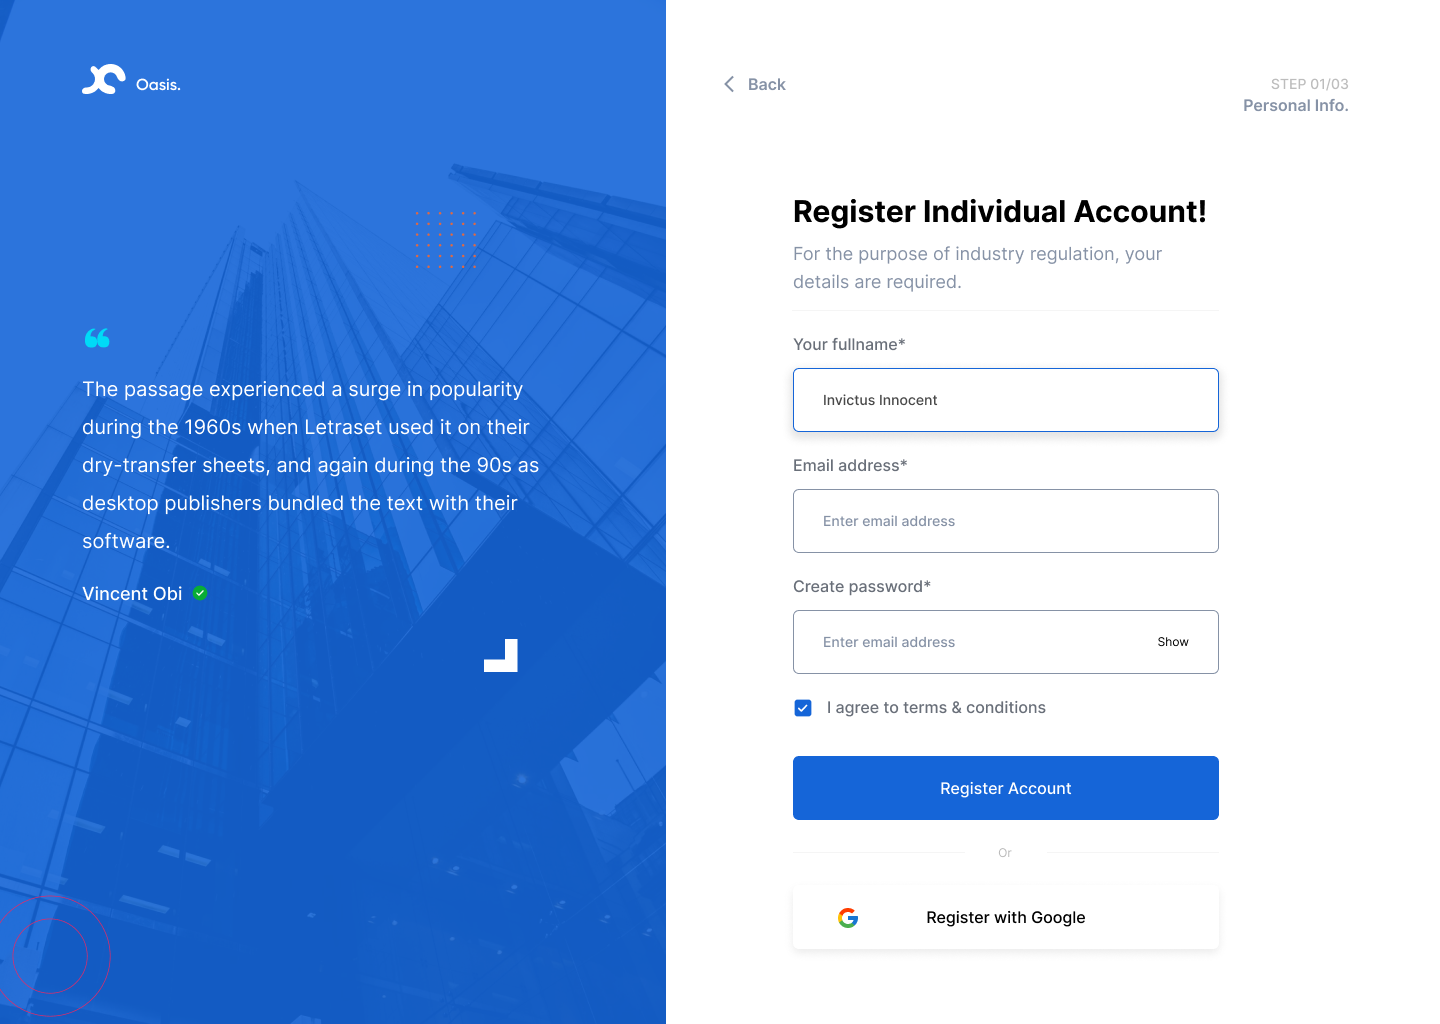 Oasis.
The passage experienced a surge in popularity
during the 1960s when Letraset used it on their
dry-transfer sheets, and again during the 90s as
desktop publishers bundled the text with their
software.
Vincent Obi
Back
STEP 01/03
Personal Info.
Register Individual Account!
For the purpose of industry regulation, your
details are required.
Your fullname*
Invictus Innocent
Email address*
Enter email address
Create password*
Enter email address
Show
I agree to terms & conditions
Register Account
Or
Register with Google